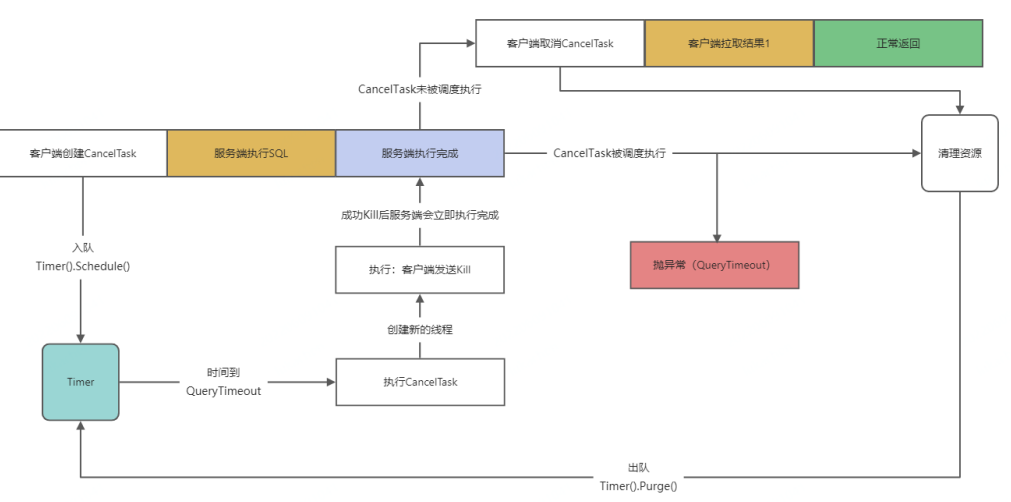 客户端取消CancelTask
客户端拉取结果1
正常返回
CancelTask未被调度执行
客户端创建CancelTask
服务端执行SQL
服务端执行完成
CancelTask被调度执行
清理资源
成功Kill后服务端会立即执行完成
入队
Timer().Schedule()
执行：客户端发送Kill
抛异常（QueryTimeout）
创建新的线程
Timer
时间到
QueryTimeout
执行CancelTask
出队
Timer().Purge()